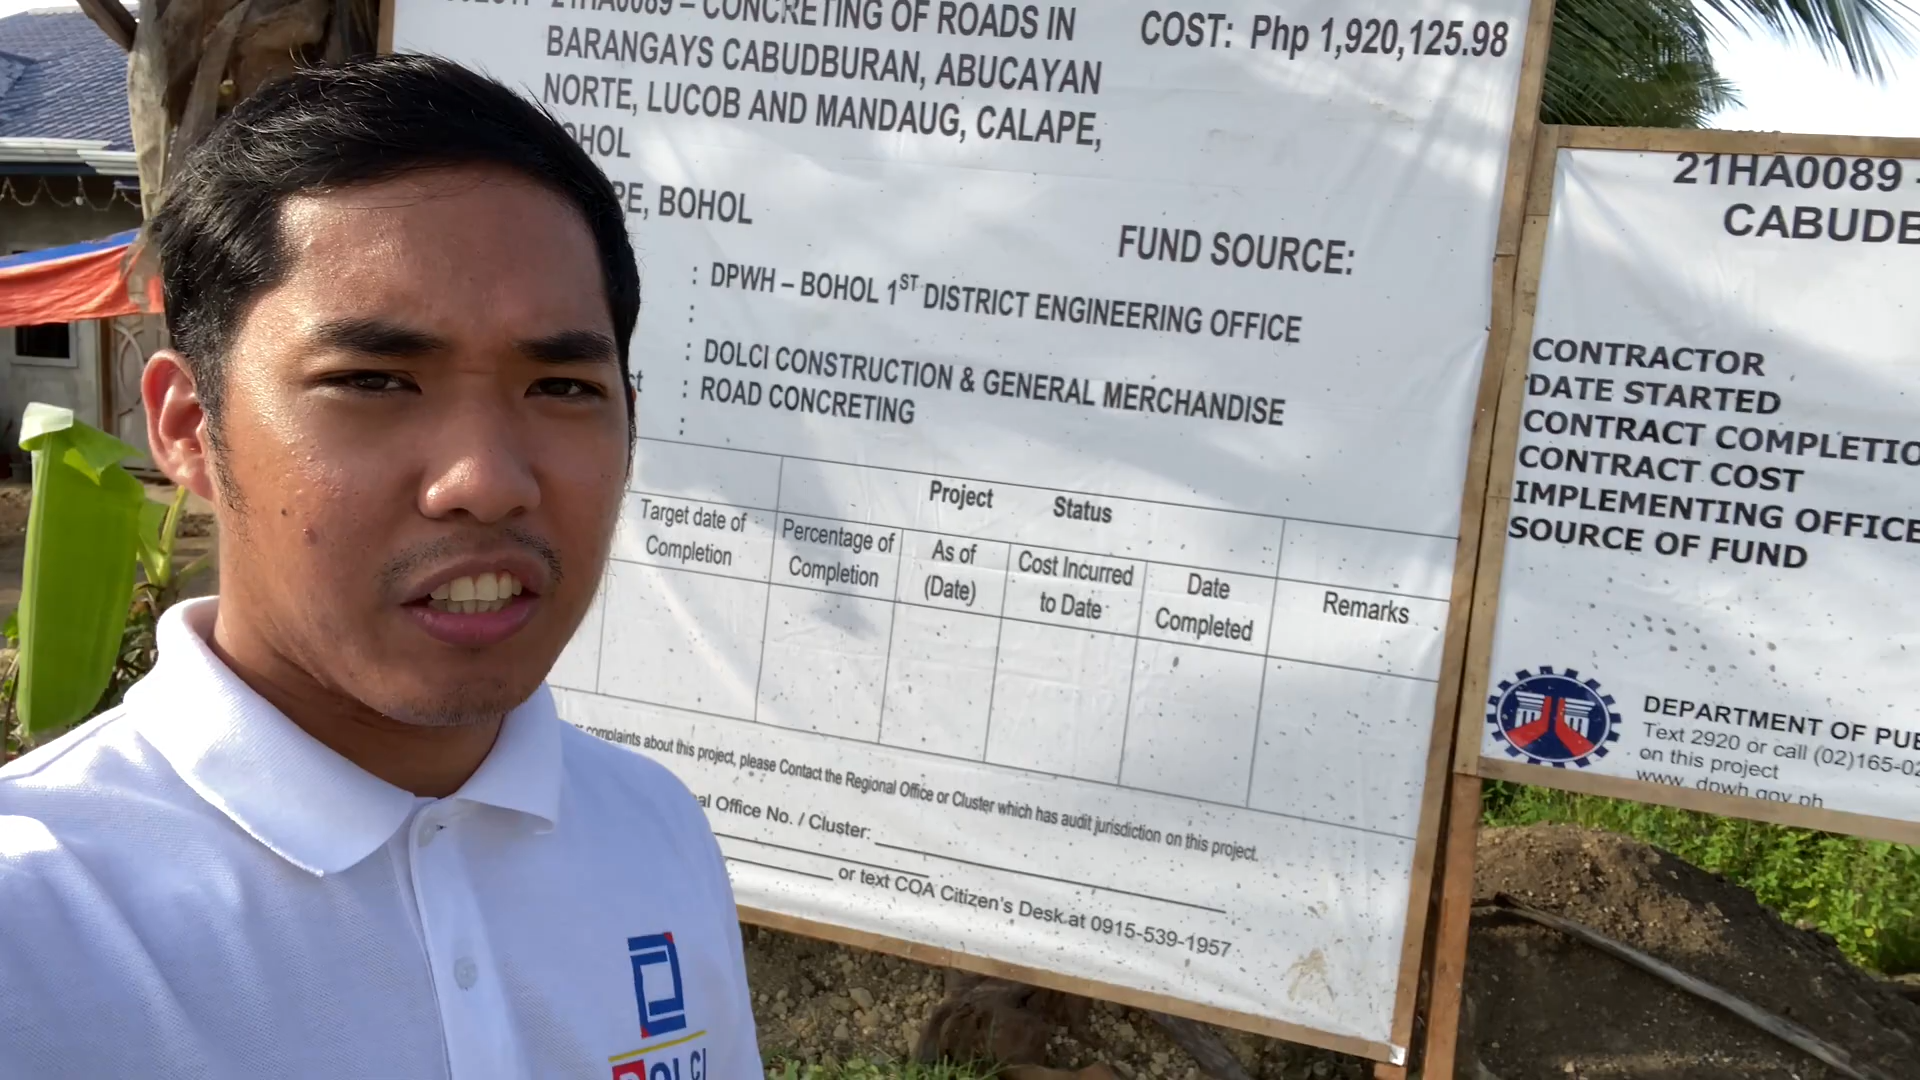 21HA0089 – CONCRETING OF ROADS IN
BARANGAYS CABUDBURAN, ABUCAYAN
NORTE, LUCOB AND MANDAUG, CALAPE,
COST: Php 1,920,125.98
BOHOL
FUND SOURCE:
: DPWH – BOHOL 1ST DISTRICT ENGINEERING OFFICE
:
: DOLCI CONSTRUCTION & GENERAL MERCHANDISE
: ROAD CONCRETING
:
Project Status
Target date of Completion
Percentage of Completion
As of (Date)
Cost Incurred to Date
Date Completed
Remarks
complaints about this project, please Contact the Regional Office or Cluster which has audit jurisdiction on this project.
Office No. / Cluster:
or text COA Citizen's Desk at 0915-539-1957
21HA0089 -
CABUDB
CONTRACTOR
DATE STARTED
CONTRACT COMPLETIO
CONTRACT COST
IMPLEMENTING OFFICE
SOURCE OF FUND
DEPARTMENT OF PUB
Text 2920 or call (02)165-02
on this project
www. dpwh.gov.ph
DOLCI